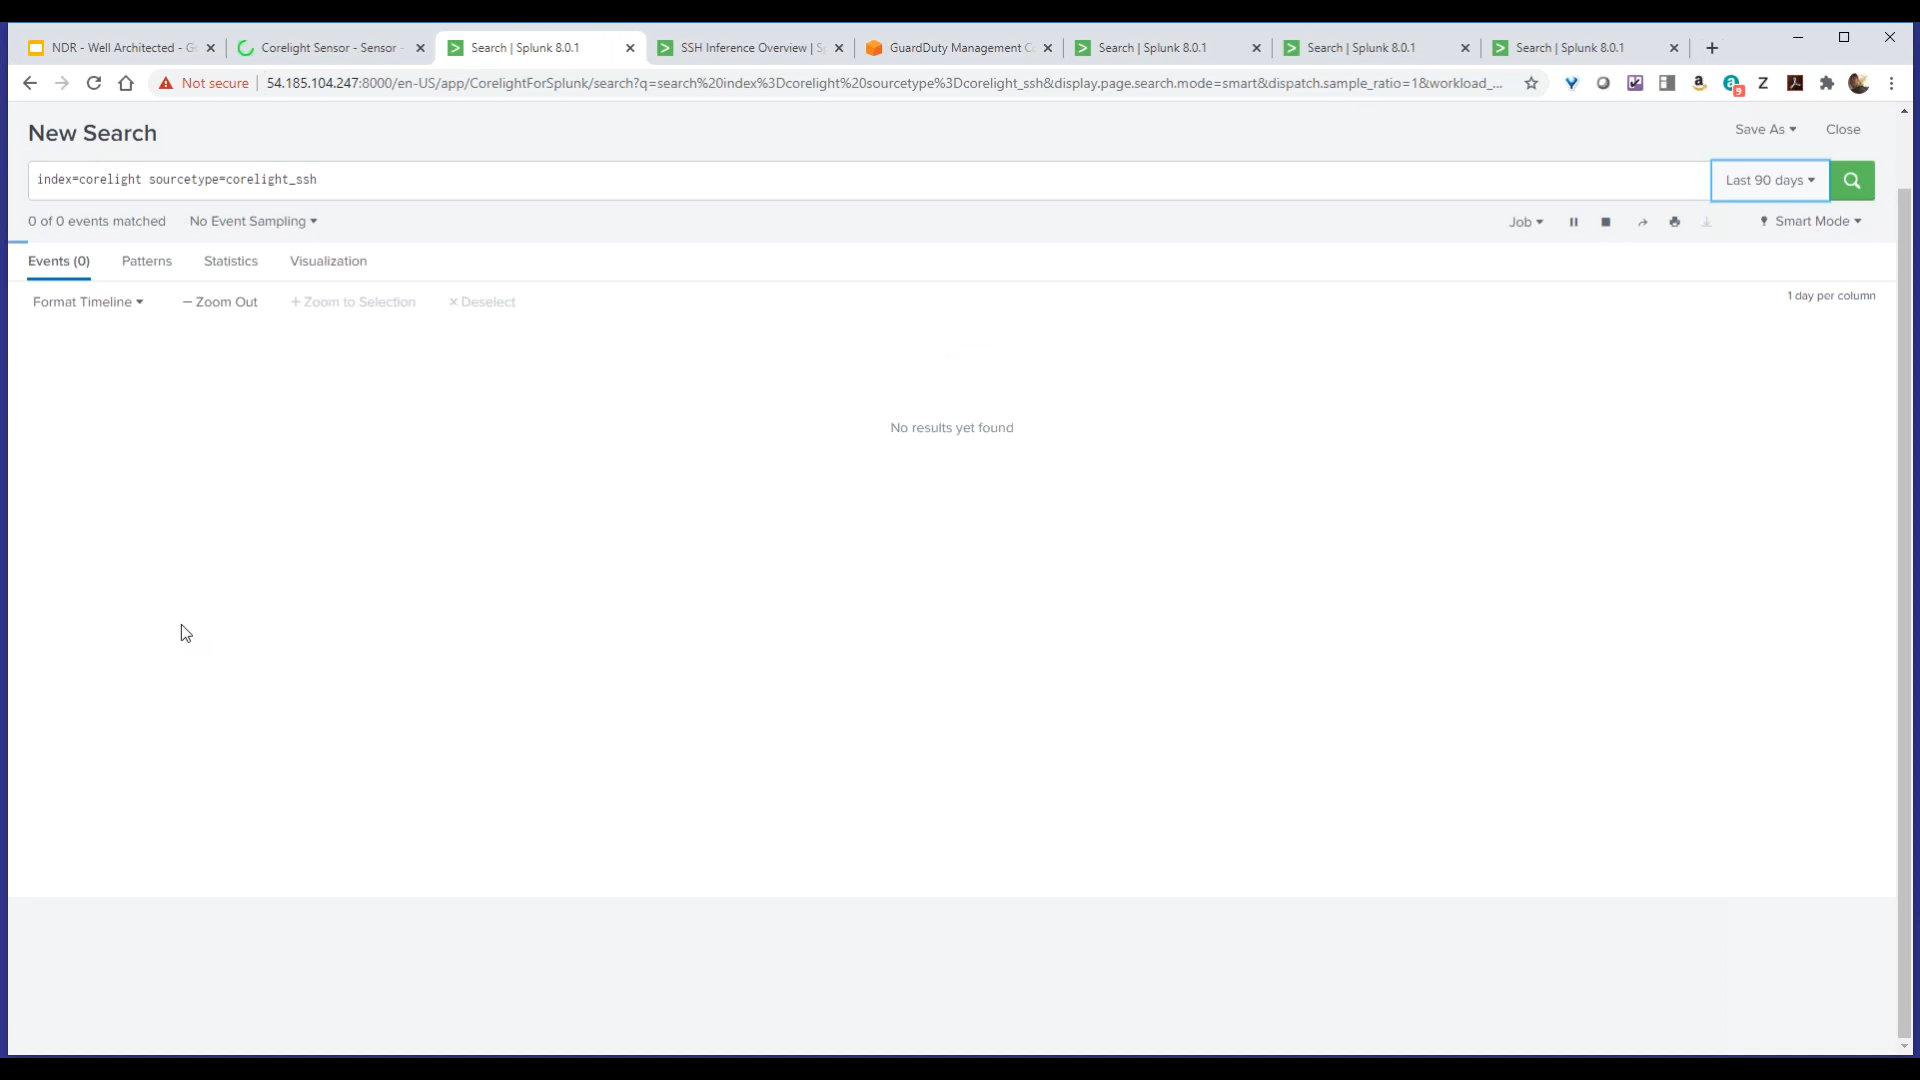 NDR - Well Architected - G
Corelight Sensor - Sensor -
Search | Splunk 8.0.1
SSH Inference Overview | S
GuardDuty Management C
Search | Splunk 8.0.1
Search | Splunk 8.0.1
Search | Splunk 8.0.1
Not secure
54.185.104.247:8000/en-US/app/CorelightForSplunk/search?q=search%20index%3Dcorelight%20sourcetype%3Dcorelight_ssh&display.page.search.mode=smart&dispatch.sample_ratio=1&workload_...
a
a
9
Z
New Search
Save As
Close
index=corelight sourcetype=corelight_ssh
Last 90 days
0 of 0 events matched
No Event Sampling
Job
Smart Mode
Events (0)
Patterns
Statistics
Visualization
Format Timeline
– Zoom Out
+ Zoom to Selection
× Deselect
1 day per column
No results yet found